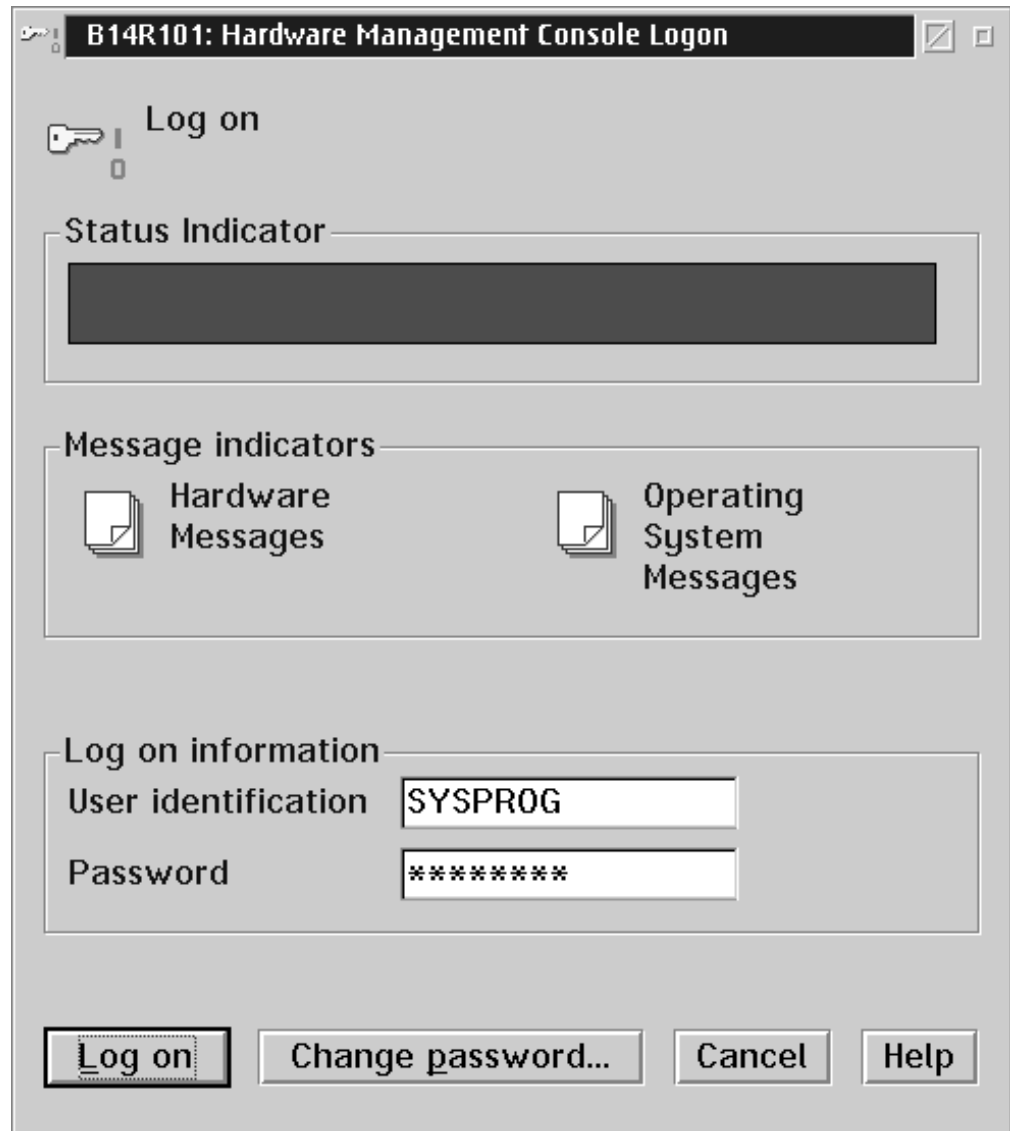 B14R101: Hardware Management Console Logon
Log on
Status Indicator
Message indicators
Hardware
Messages
Operating
System
Messages
Log on information
User identification SYSPROG
Password ********
Log on Change password... Cancel Help